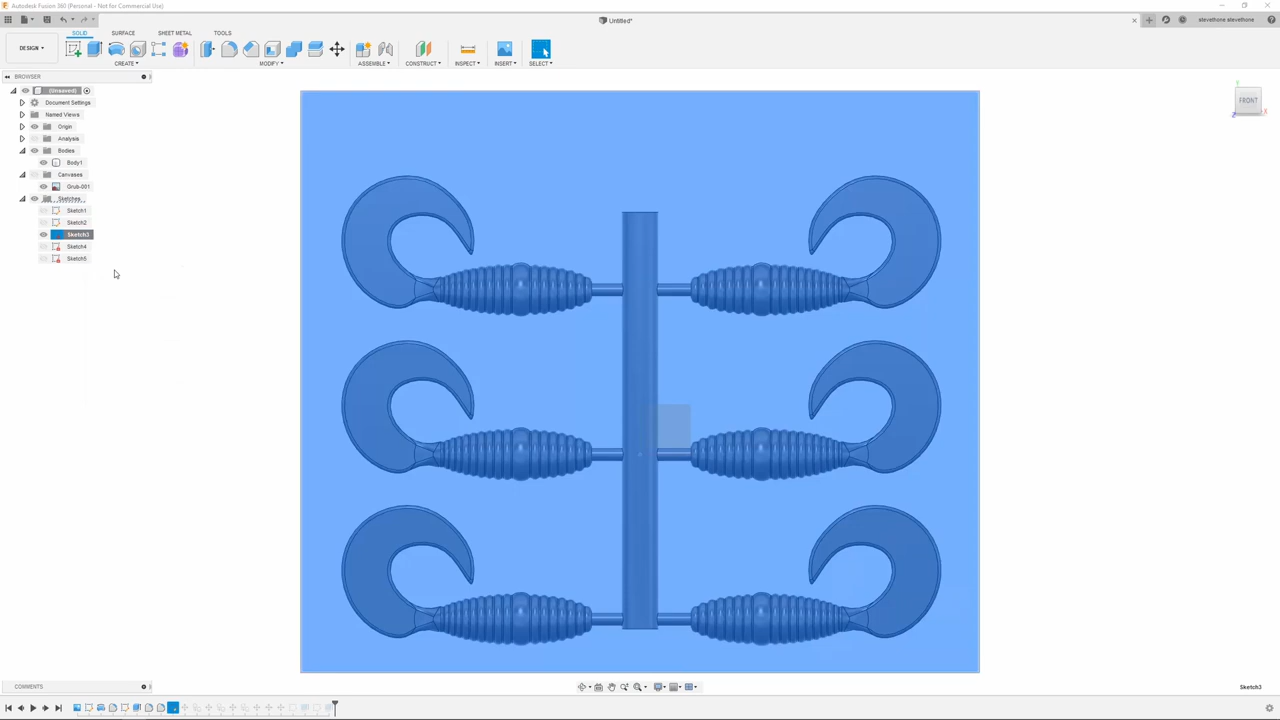 Autodesk Fusion 360 (Personal - Not for Commercial Use)
Untitled*
stevethone stevethone
DESIGN
SOLID
SURFACE
SHEET METAL
TOOLS
CREATE
MODIFY
ASSEMBLE
CONSTRUCT
INSPECT
INSERT
SELECT
BROWSER
(Unsaved)
Document Settings
Named Views
Origin
Analysis
Bodies
Body1
Canvases
Grub-001
Sketches
Sketch1
Sketch2
Sketch3
Sketch4
Sketch5
Y
FRONT
Z
X
COMMENTS
Sketch3